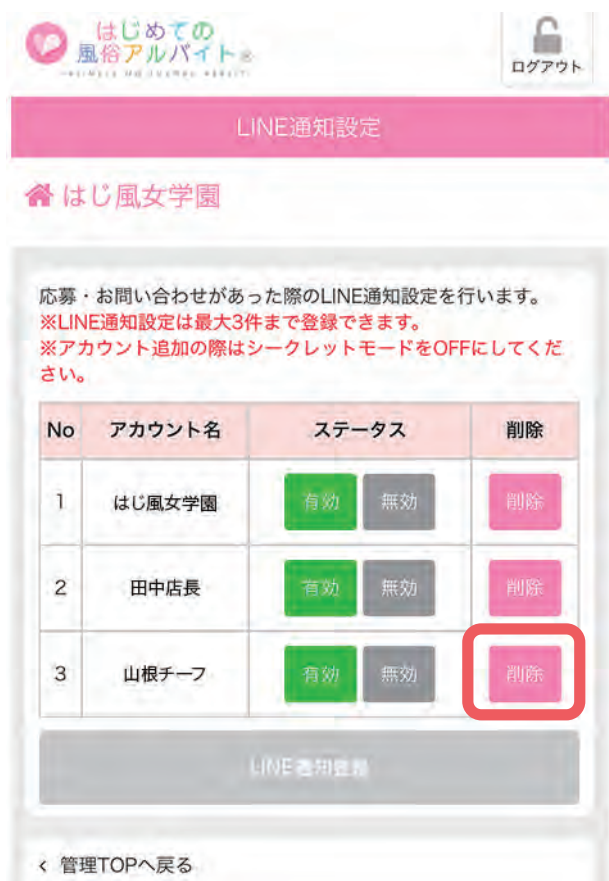 はじめての
風俗アルバイト®
ログアウト
LINE通知設定
はじ風女学園
応募・お問い合わせがあった際のLINE通知設定を行います。
※LINE通知設定は最大3件まで登録できます。
※アカウント追加の際はシークレットモードをOFFにしてくだ
さい。
No アカウント名 ステータス 削除
1 はじ風女学園 有効 無効 削除
2 田中店長 有効 無効 削除
3 山根チーフ 有効 無効 削除
LINE通知登録
< 管理TOPへ戻る